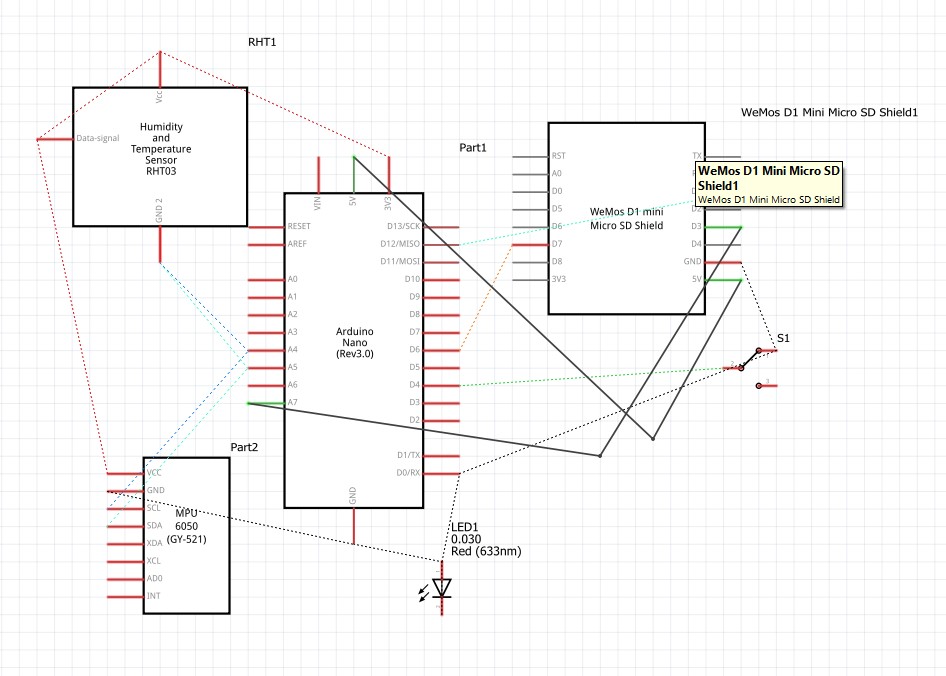 RHT1
Vcc
Data-signal
Humidity
and
Temperature
Sensor
RHT03
GND 2
Part1
VIN
5V
3V3
RESET
AREF
A0
A1
A2
A3
A4
A5
A6
A7
Arduino
Nano
(Rev3.0)
D13/SCK
D12/MISO
D11/MOSI
D10
D9
D8
D7
D6
D5
D4
D3
D2
D1/TX
D0/RX
GND
WeMos D1 Mini Micro SD Shield1
RST
A0
D0
D5
D6
D7
D8
3V3
WeMos D1 mini
Micro SD Shield
TX
D2
D3
D4
GND
5V
WeMos D1 Mini Micro SD
Shield1
WeMos D1 Mini Micro SD Shield
S1
Part2
VCC
GND
SCL
SDA
XDA
XCL
AD0
INT
MPU
6050
(GY-521)
LED1
0.030
Red (633nm)